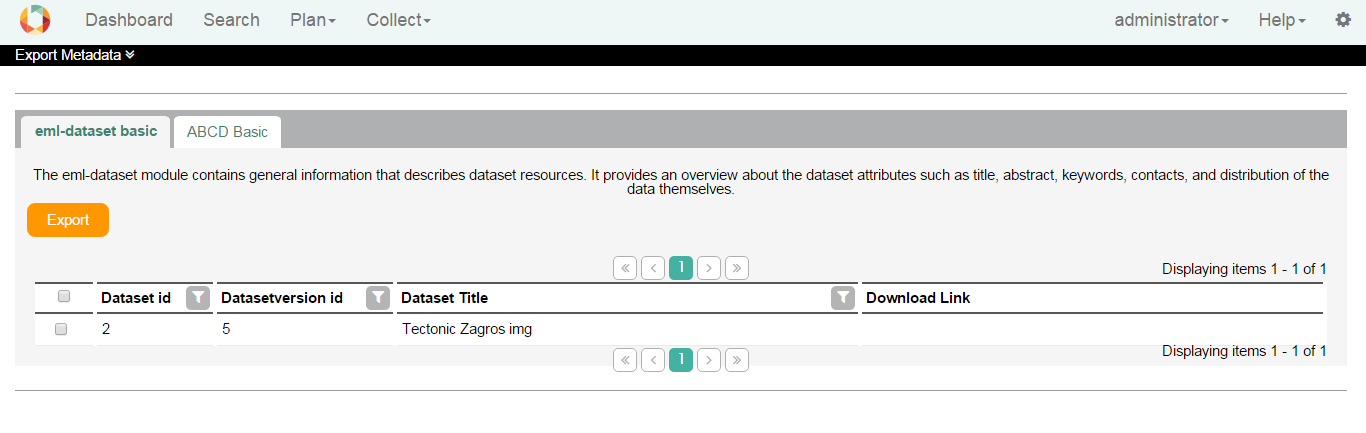 Dashboard Search Plan Collect administrator Help
Export Metadata
eml-dataset basic ABCD Basic
The eml-dataset module contains general information that describes dataset resources. It provides an overview about the dataset attributes such as title, abstract, keywords, contacts, and distribution of the
data themselves.
Export
« < 1 > »
Displaying items 1 - 1 of 1
Dataset id Datasetversion id Dataset Title Download Link
2 5 Tectonic Zagros img
« < 1 > »
Displaying items 1 - 1 of 1